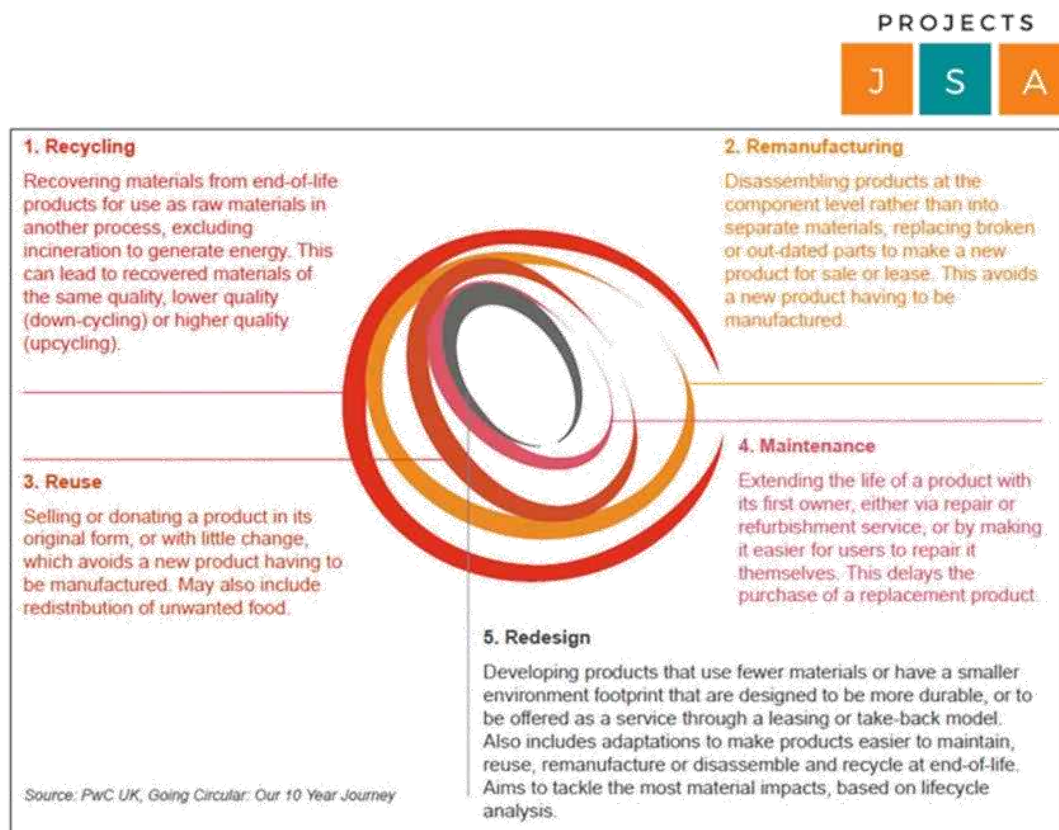 PROJECTS
J S A
1. Recycling
Recovering materials from end-of-life
products for use as raw materials in
another process, excluding
incineration to generate energy. This
can lead to recovered materials of
the same quality, lower quality
(down-cycling) or higher quality
(upcycling).
2. Remanufacturing
Disassembling products at the
component level rather than into
separate materials, replacing broken
or out-dated parts to make a new
product for sale or lease. This avoids
a new product having to be
manufactured.
3. Reuse
Selling or donating a product in its
original form, or with little change,
which avoids a new product having to
be manufactured. May also include
redistribution of unwanted food.
4. Maintenance
Extending the life of a product with
its first owner, either via repair or
refurbishment service, or by making
it easier for users to repair it
themselves. This delays the
purchase of a replacement product.
5. Redesign
Developing products that use fewer materials or have a smaller
environment footprint that are designed to be more durable, or to
be offered as a service through a leasing or take-back model.
Also includes adaptations to make products easier to maintain,
reuse, remanufacture or disassemble and recycle at end-of-life.
Aims to tackle the most material impacts, based on lifecycle
analysis.
Source: PwC UK, Going Circular: Our 10 Year Journey